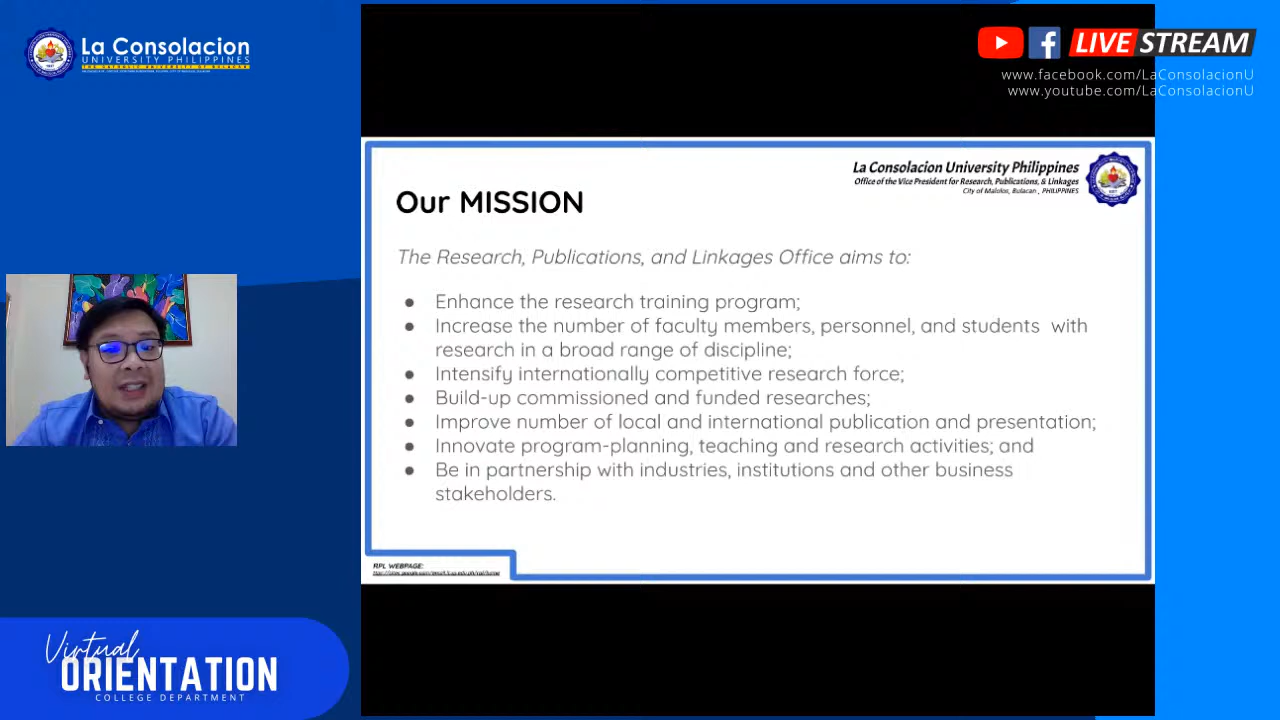 La Consolacion
UNIVERSITY PHILIPPINES
THE CATHOLIC UNIVERSITY OF BULACAN
LIVE STREAM
www.facebook.com/LaConsolacionU
www.youtube.com/LaConsolacionU
La Consolacion University Philippines
Office of the Vice President for Research, Publications, & Linkages
City of Malolos, Bulacan , PHILIPPINES
Our MISSION
The Research, Publications, and Linkages Office aims to:
● Enhance the research training program;
● Increase the number of faculty members, personnel, and students with
research in a broad range of discipline;
● Intensify internationally competitive research force;
● Build-up commissioned and funded researches;
● Improve number of local and international publication and presentation;
● Innovate program-planning, teaching and research activities; and
● Be in partnership with industries, institutions and other business
stakeholders.
RPL WEBPAGE:
Virtual
ORIENTATION
COLLEGE DEPARTMENT